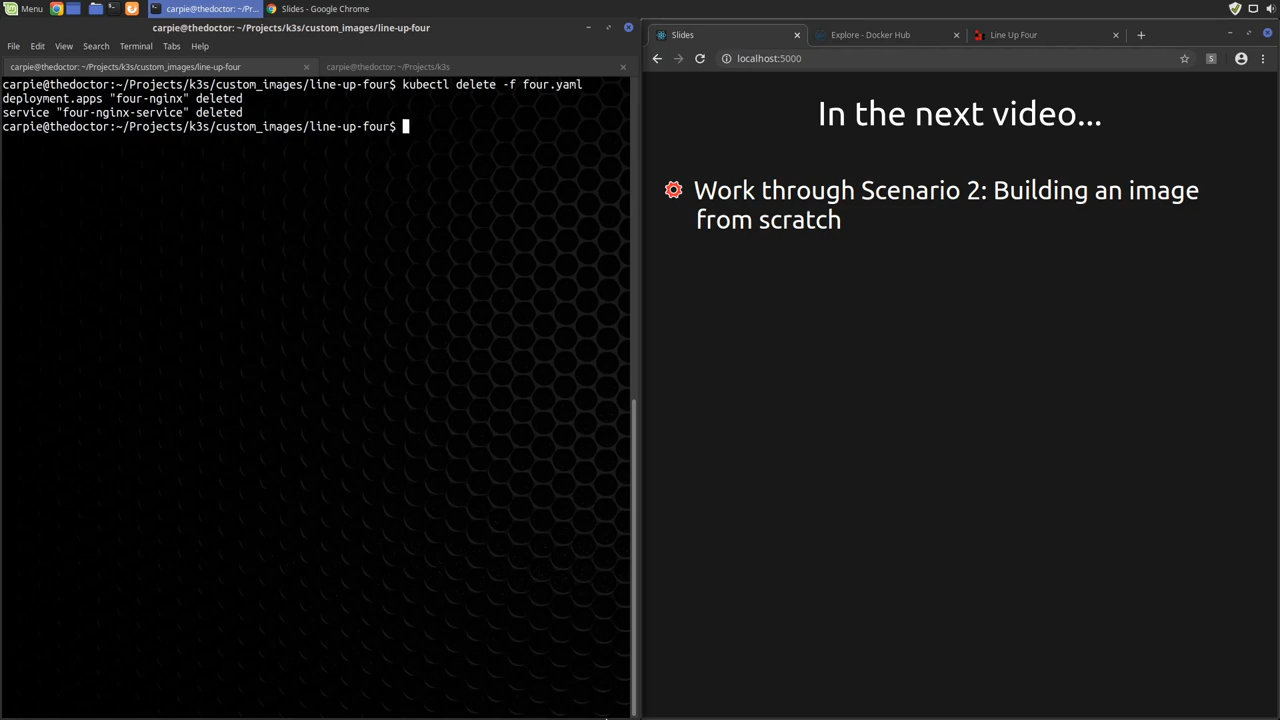 Menu
carpie@thedoctor: ~/Pr...
Slides - Google Chrome
carpie@thedoctor: ~/Projects/k3s/custom_images/line-up-four
File Edit View Search Terminal Tabs Help
carpie@thedoctor: ~/Projects/k3s/custom_images/line-up-four
carpie@thedoctor: ~/Projects/k3s
carpie@thedoctor:~/Projects/k3s/custom_images/line-up-four$ kubectl delete -f four.yaml
deployment.apps "four-nginx" deleted
service "four-nginx-service" deleted
carpie@thedoctor:~/Projects/k3s/custom_images/line-up-four$
Slides
Explore - Docker Hub
Line Up Four
localhost:5000
S
In the next video...
Work through Scenario 2: Building an image
from scratch